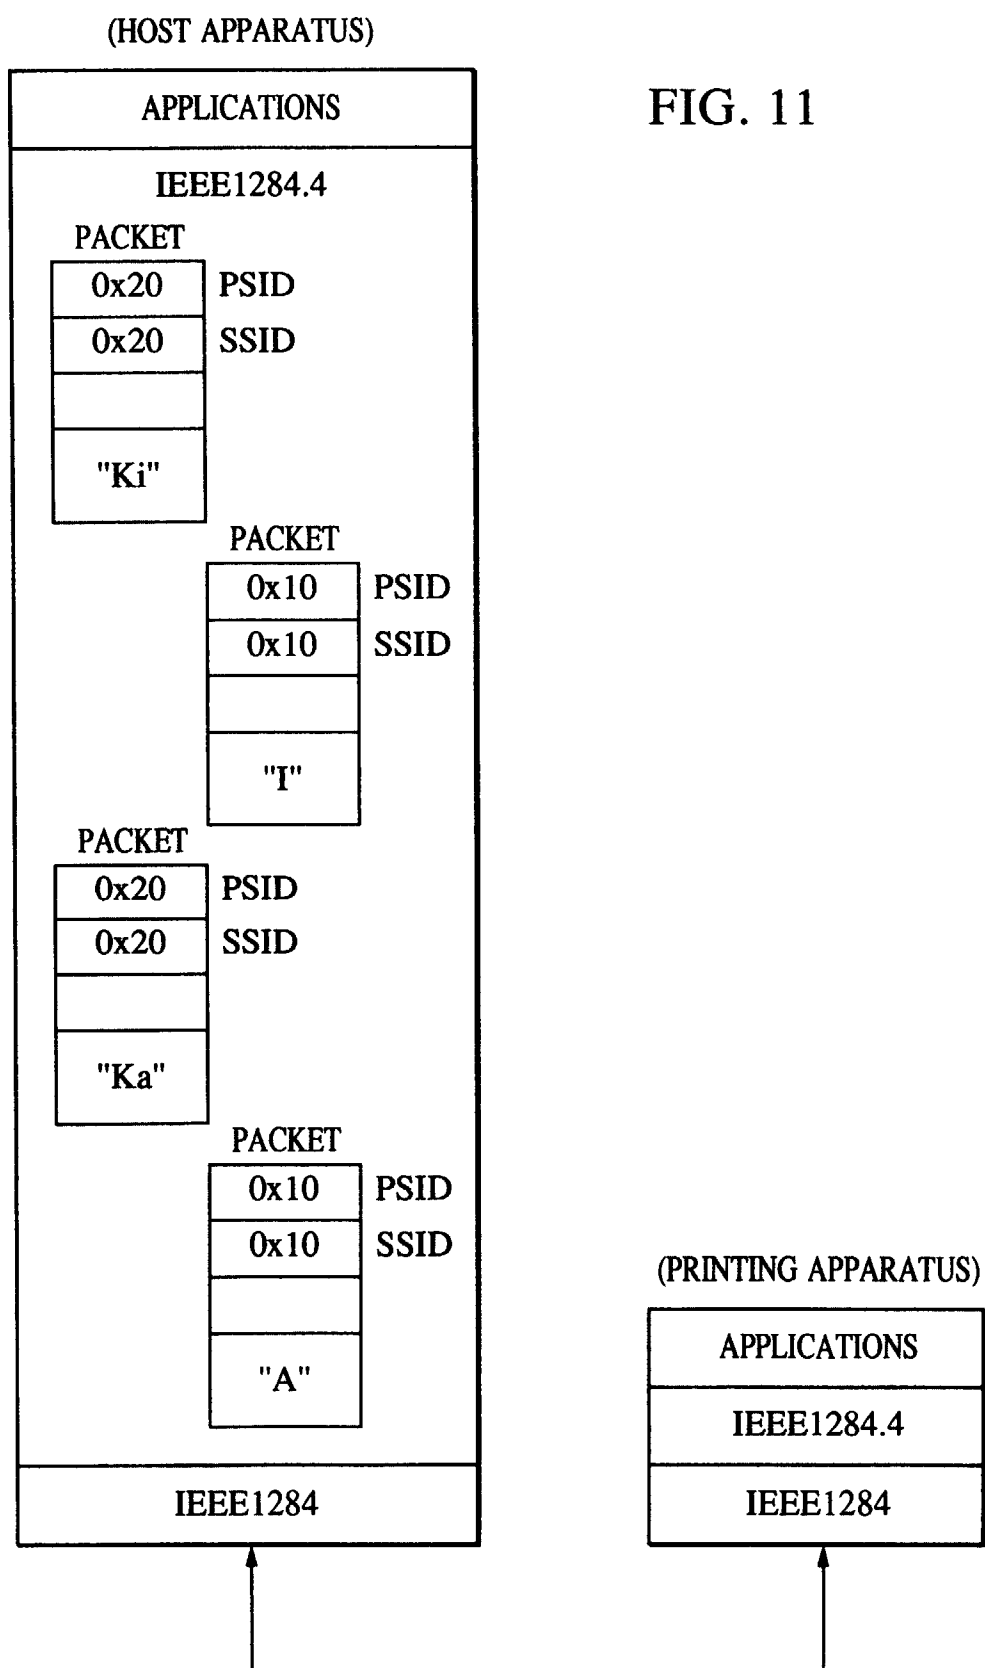 (HOST APPARATUS)
FIG. 11
APPLICATIONS
IEEE1284.4
PACKET
0x20 PSID
0x20 SSID
"Ki"
PACKET
0x10 PSID
0x10 SSID
"I"
PACKET
0x20 PSID
0x20 SSID
"Ka"
PACKET
0x10 PSID
0x10 SSID
"A"
IEEE1284
(PRINTING APPARATUS)
APPLICATIONS
IEEE1284.4
IEEE1284